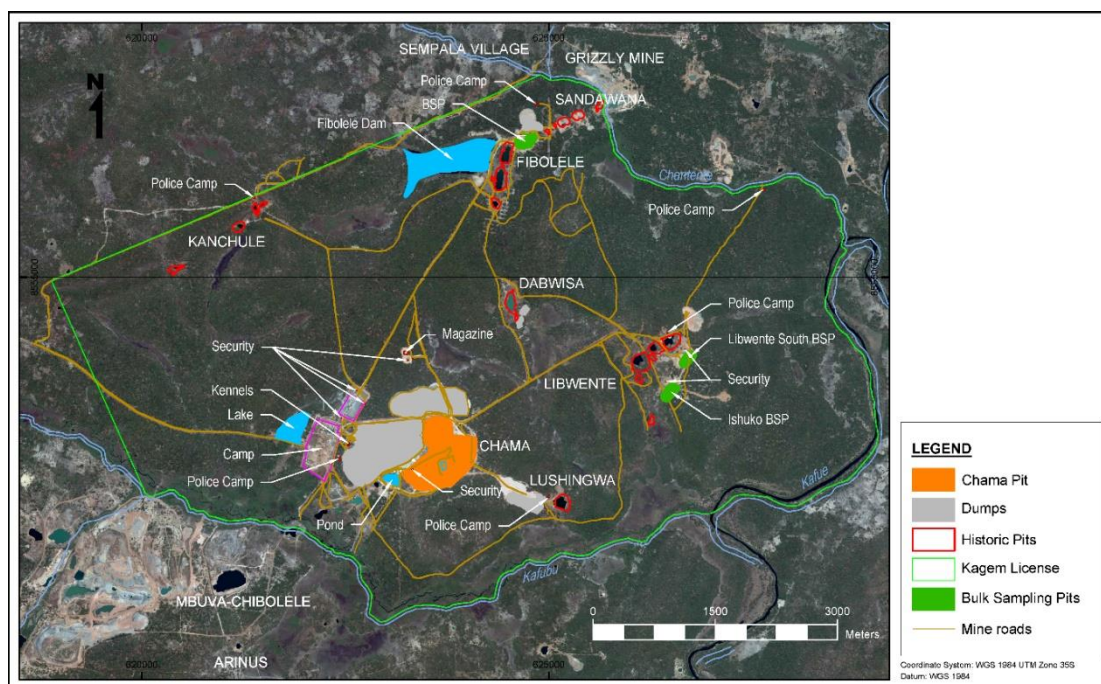 620000
625000
SEMPALA VILLAGE
GRIZZLY MINE
Police Camp
SANDAWANA
BSP
Fibolele Dam
N
FIBOLELE
Chantente
Police Camp
Police Camp
KANCHULE
DABWISA
Police Camp
Magazine
Libwente South BSP
Security
Security
Kennels
LIBWENTE
Ishuko BSP
Lake
CHAMA
Camp
Kafue
Police Camp
LUSHINGWA
Security
Pond
Police Camp
Kafubu
MBUVA-CHIBOLELE
0 1500 3000
Meters
ARINUS
620000
625000
LEGEND
Chama Pit
Dumps
Historic Pits
Kagem License
Bulk Sampling Pits
Mine roads
Coordinate System: WGS 1984 UTM Zone 35S
Datum: WGS 1984